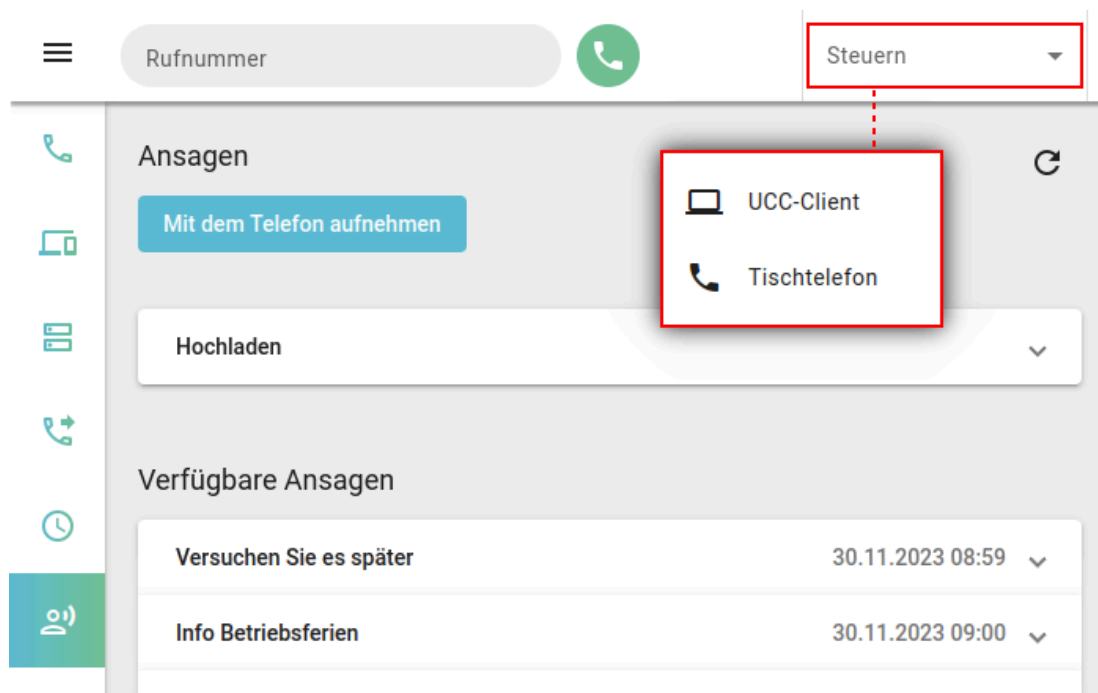 Rufnummer
Steuern
Ansagen
Mit dem Telefon aufnehmen
UCC-Client
Tischtelefon
Hochladen
Verfügbare Ansagen
Versuchen Sie es später 30.11.2023 08:59
Info Betriebsferien 30.11.2023 09:00